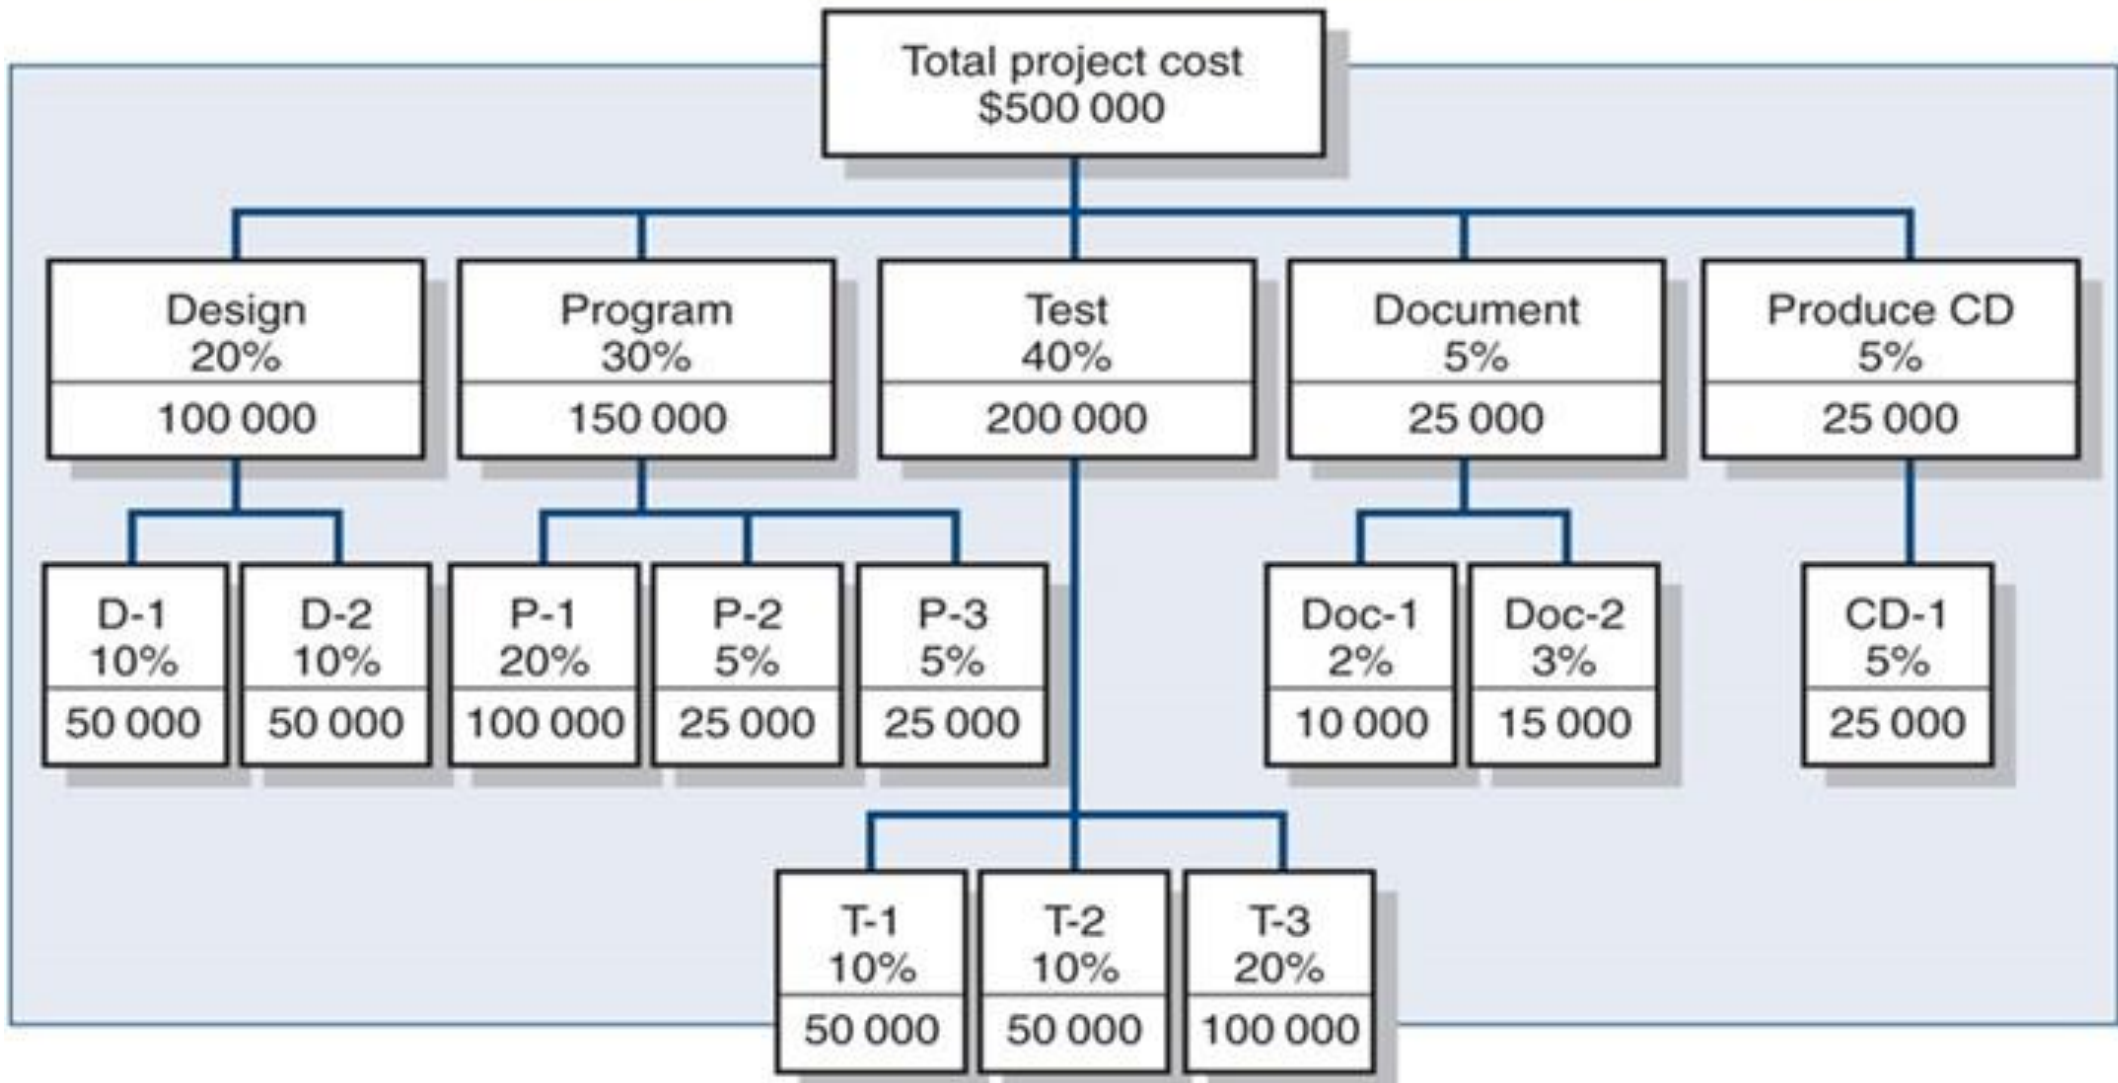 Total project cost
$500 000
Design
20%
100 000
Program
30%
150 000
Test
40%
200 000
Document
5%
25 000
Produce CD
5%
25 000
D-1
10%
50 000
D-2
10%
50 000
P-1
20%
100 000
P-2
5%
25 000
P-3
5%
25 000
Doc-1
2%
10 000
Doc-2
3%
15 000
CD-1
5%
25 000
T-1
10%
50 000
T-2
10%
50 000
T-3
20%
100 000